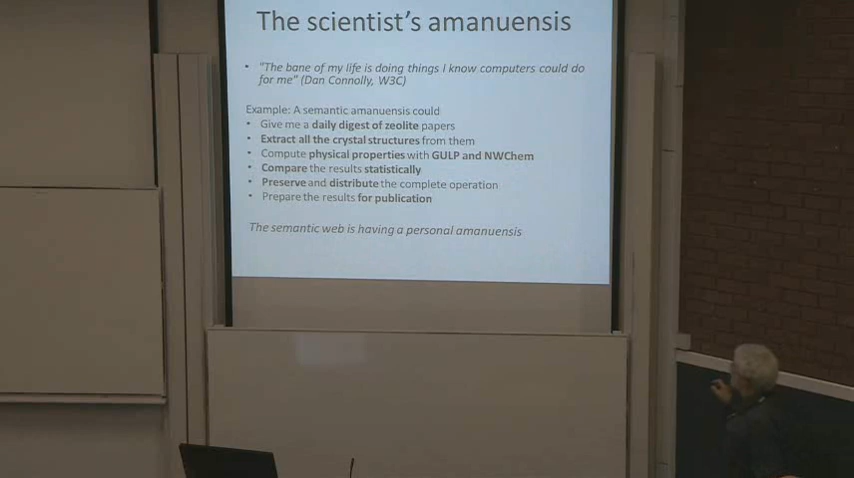 The scientist's amanuensis
• "The bane of my life is doing things I know computers could do
for me" (Dan Connolly, W3C)
Example: A semantic amanuensis could
• Give me a daily digest of zeolite papers
• Extract all the crystal structures from them
• Compute physical properties with GULP and NWChem
• Compare the results statistically
• Preserve and distribute the complete operation
• Prepare the results for publication
The semantic web is having a personal amanuensis